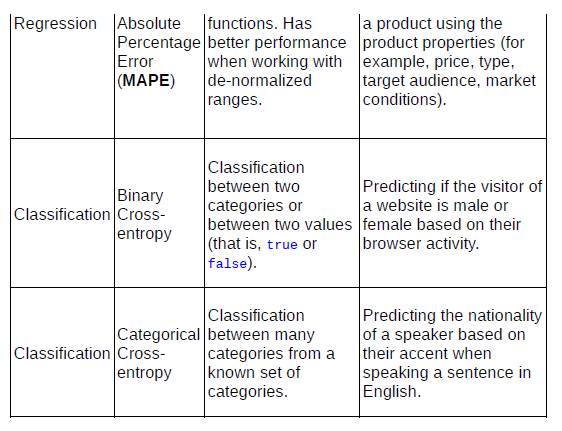 Regression
Absolute
Percentage
Error
(MAPE)
functions. Has
better performance
when working with
de-normalized
ranges.
a product using the
product properties (for
example, price, type,
target audience, market
conditions).
Classification
Binary
Cross-
entropy
Classification
between two
categories or
between two values
(that is, true or
false).
Predicting if the visitor of
a website is male or
female based on their
browser activity.
Classification
Categorical
Cross-
entropy
Classification
between many
categories from a
known set of
categories.
Predicting the nationality
of a speaker based on
their accent when
speaking a sentence in
English.